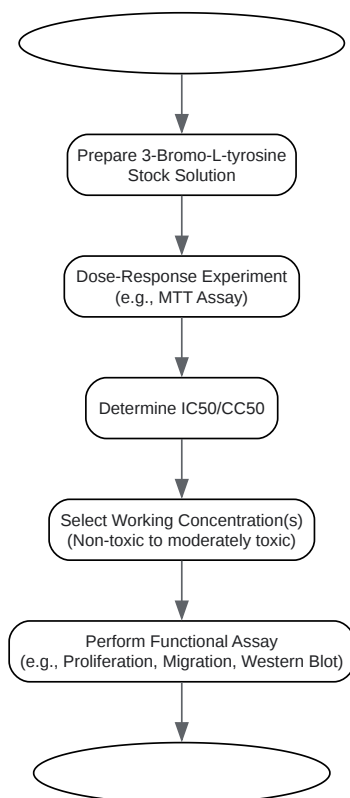 Prepare 3-Bromo-L-tyrosine
Stock Solution
Dose-Response Experiment
(e.g., MTT Assay)
Determine IC50/CC50
Select Working Concentration(s)
(Non-toxic to moderately toxic)
Perform Functional Assay
(e.g., Proliferation, Migration, Western Blot)